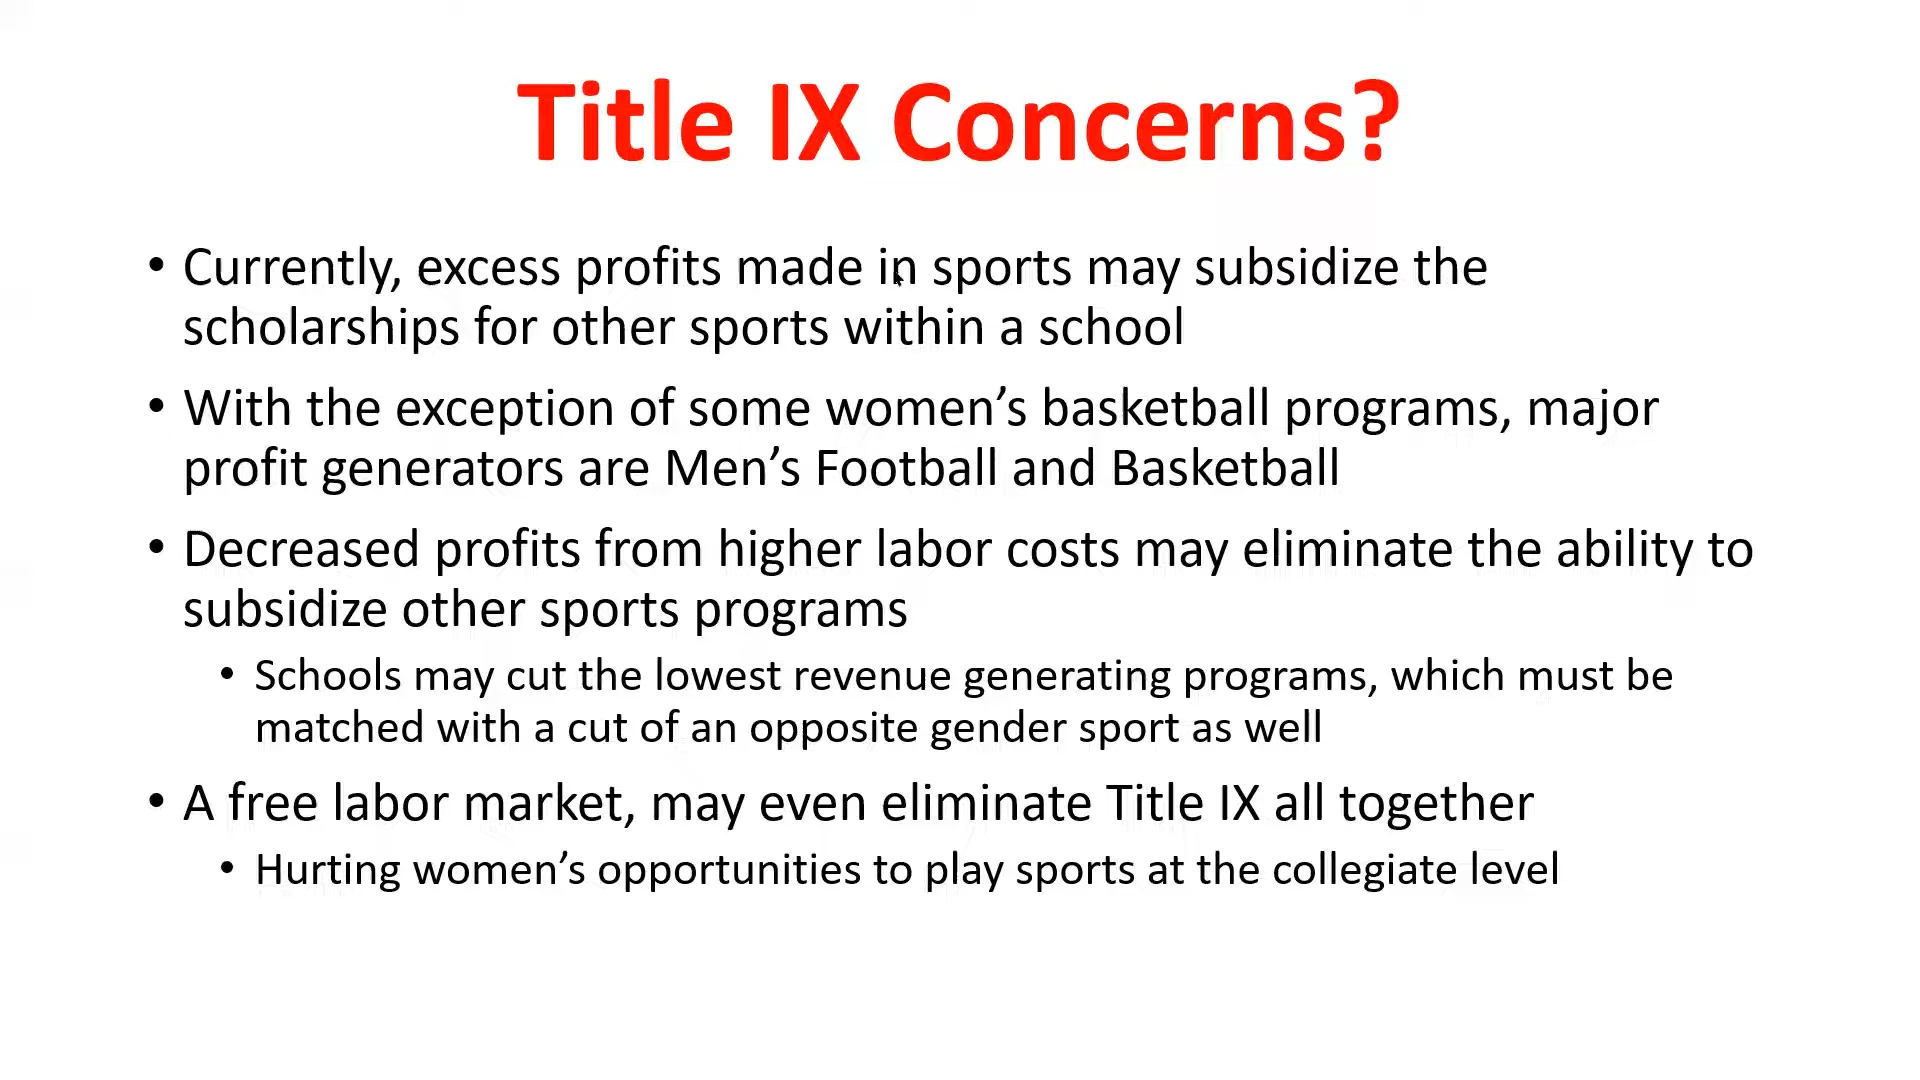 Title IX Concerns?
• Currently, excess profits made in sports may subsidize the
scholarships for other sports within a school
• With the exception of some women’s basketball programs, major
profit generators are Men’s Football and Basketball
• Decreased profits from higher labor costs may eliminate the ability to
subsidize other sports programs
• Schools may cut the lowest revenue generating programs, which must be
matched with a cut of an opposite gender sport as well
• A free labor market, may even eliminate Title IX all together
• Hurting women’s opportunities to play sports at the collegiate level